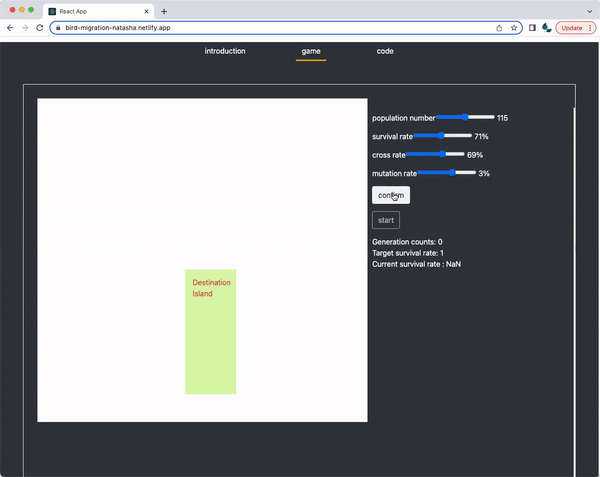 React App
bird-migration-natasha.netlify.app
Update
introduction
game
code
population number 115
survival rate 71%
cross rate 69%
mutation rate 3%
confirm
start
Generation counts: 0
Target survival rate: 1
Current survival rate : NaN
Destination
Island